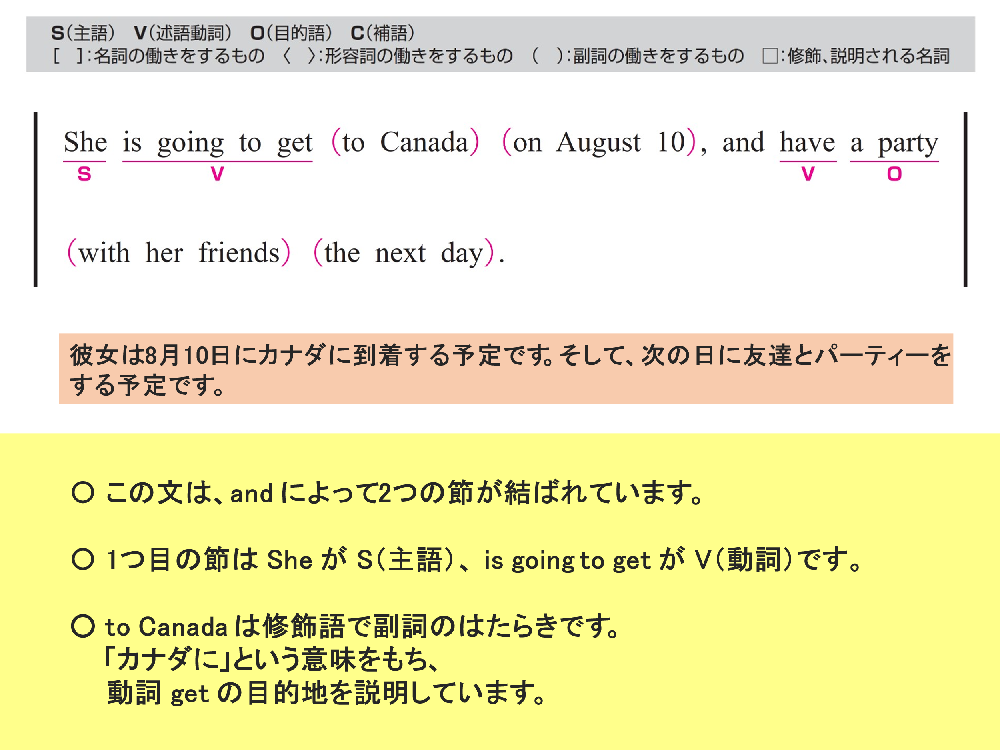 S（主語）　V（述語動詞）　O（目的語）　C（補語）
[　]：名詞の働きをするもの　〈　〉：形容詞の働きをするもの　(　)：副詞の働きをするもの　□：修飾、説明される名詞
She is going to get (to Canada) (on August 10), and have a party
S V V O
(with her friends) (the next day).
彼女は8月10日にカナダに到着する予定です。そして、次の日に友達とパーティーを
する予定です。
○ この文は、and によって2つの節が結ばれています。
○ 1つ目の節は She が S（主語）、 is going to get が V（動詞）です。
○ to Canada は修飾語で副詞のはたらきです。
「カナダに」という意味をもち、
動詞 get の目的地を説明しています。